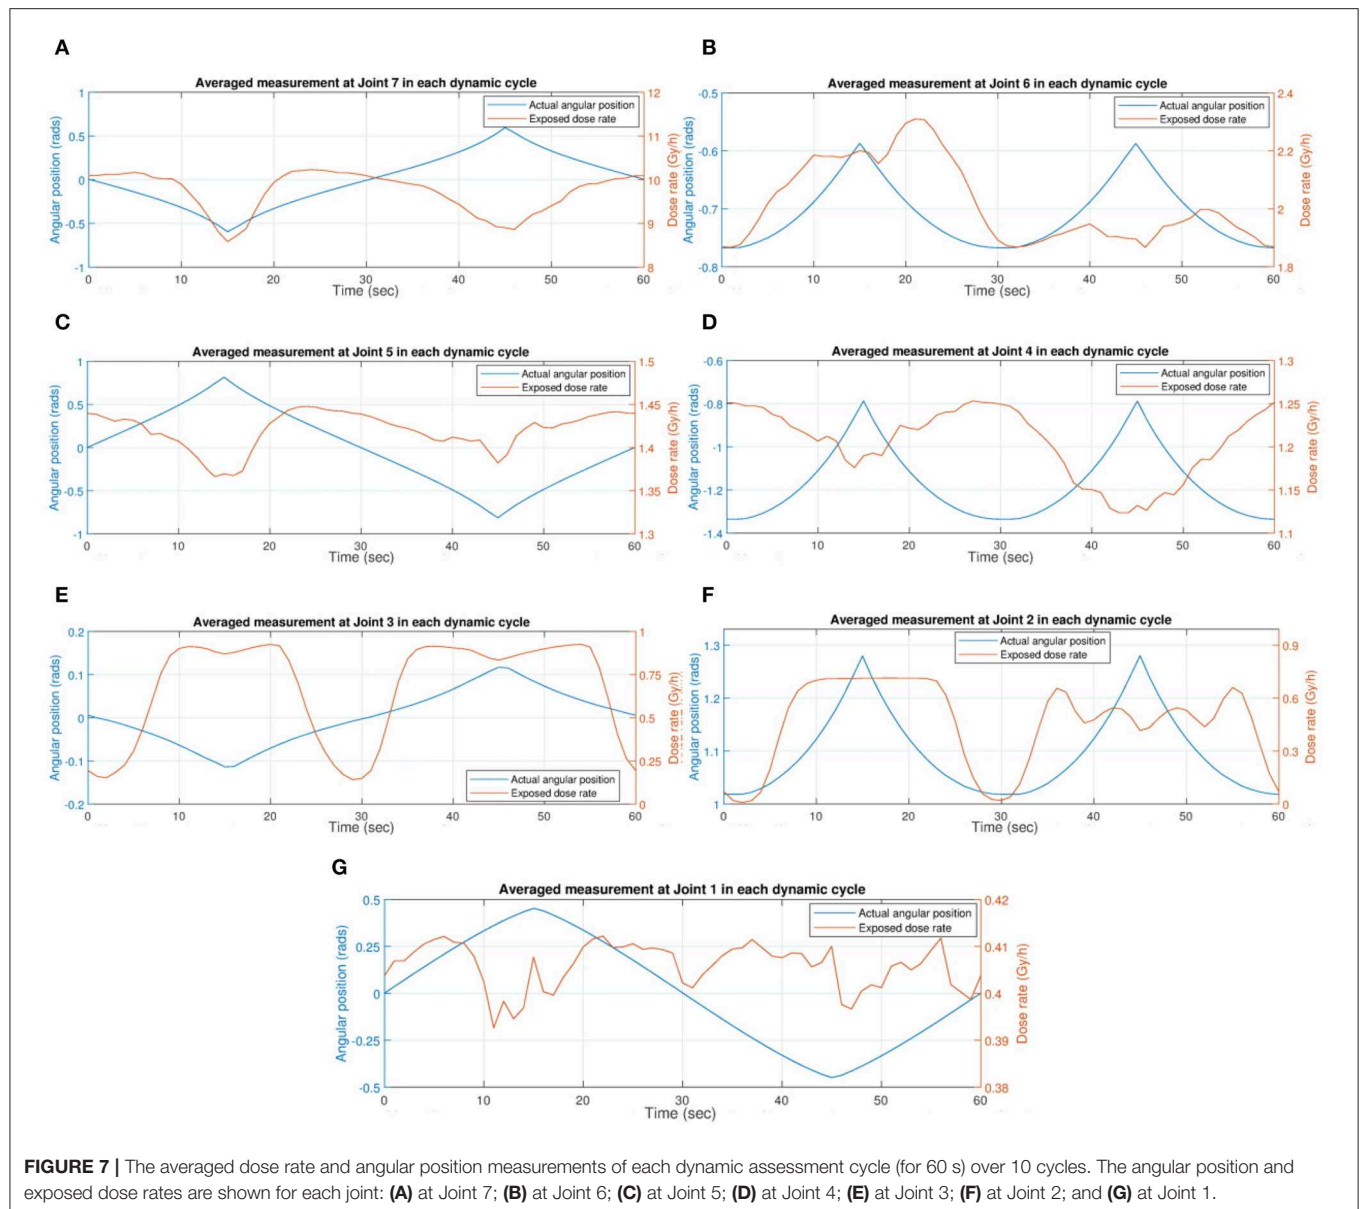 A
Averaged measurement at Joint 7 in each dynamic cycle
Actual angular position
Exposed dose rate
Angular position (rads)
1
0.5
0
-0.5
-1
Dose rate (Gy/h)
12
11
10
9
8
0 10 20 30 40 50 60
Time (sec)
B
Averaged measurement at Joint 6 in each dynamic cycle
Actual angular position
Exposed dose rate
Angular position (rads)
-0.5
-0.6
-0.7
-0.8
Dose rate (Gy/h)
2.4
2.2
2
1.8
0 10 20 30 40 50 60
Time (sec)
C
Averaged measurement at Joint 5 in each dynamic cycle
Actual angular position
Exposed dose rate
Angular position (rads)
1
0.5
0
-0.5
-1
Dose rate (Gy/h)
1.5
1.45
1.4
1.35
1.3
0 10 20 30 40 50 60
Time (sec)
D
Averaged measurement at Joint 4 in each dynamic cycle
Actual angular position
Exposed dose rate
Angular position (rads)
-0.6
-0.8
-1
-1.2
-1.4
Dose rate (Gy/h)
1.3
1.25
1.2
1.15
1.1
0 10 20 30 40 50 60
Time (sec)
E
Averaged measurement at Joint 3 in each dynamic cycle
Actual angular position
Exposed dose rate
Angular position (rads)
0.2
0.1
0
-0.1
-0.2
Dose rate (Gy/h)
1
0.75
0.5
0.25
0
0 10 20 30 40 50 60
Time (sec)
F
Averaged measurement at Joint 2 in each dynamic cycle
Actual angular position
Exposed dose rate
Angular position (rads)
1.3
1.2
1.1
1
Dose rate (Gy/h)
0.9
0.6
0.3
0
0 10 20 30 40 50 60
Time (sec)
G
Averaged measurement at Joint 1 in each dynamic cycle
Actual angular position
Exposed dose rate
Angular position (rads)
0.5
0.25
0
-0.25
-0.5
Dose rate (Gy/h)
0.42
0.41
0.4
0.39
0.38
0 10 20 30 40 50 60
Time (sec)
FIGURE 7 | The averaged dose rate and angular position measurements of each dynamic assessment cycle (for 60 s) over 10 cycles. The angular position and
exposed dose rates are shown for each joint: (A) at Joint 7; (B) at Joint 6; (C) at Joint 5; (D) at Joint 4; (E) at Joint 3; (F) at Joint 2; and (G) at Joint 1.